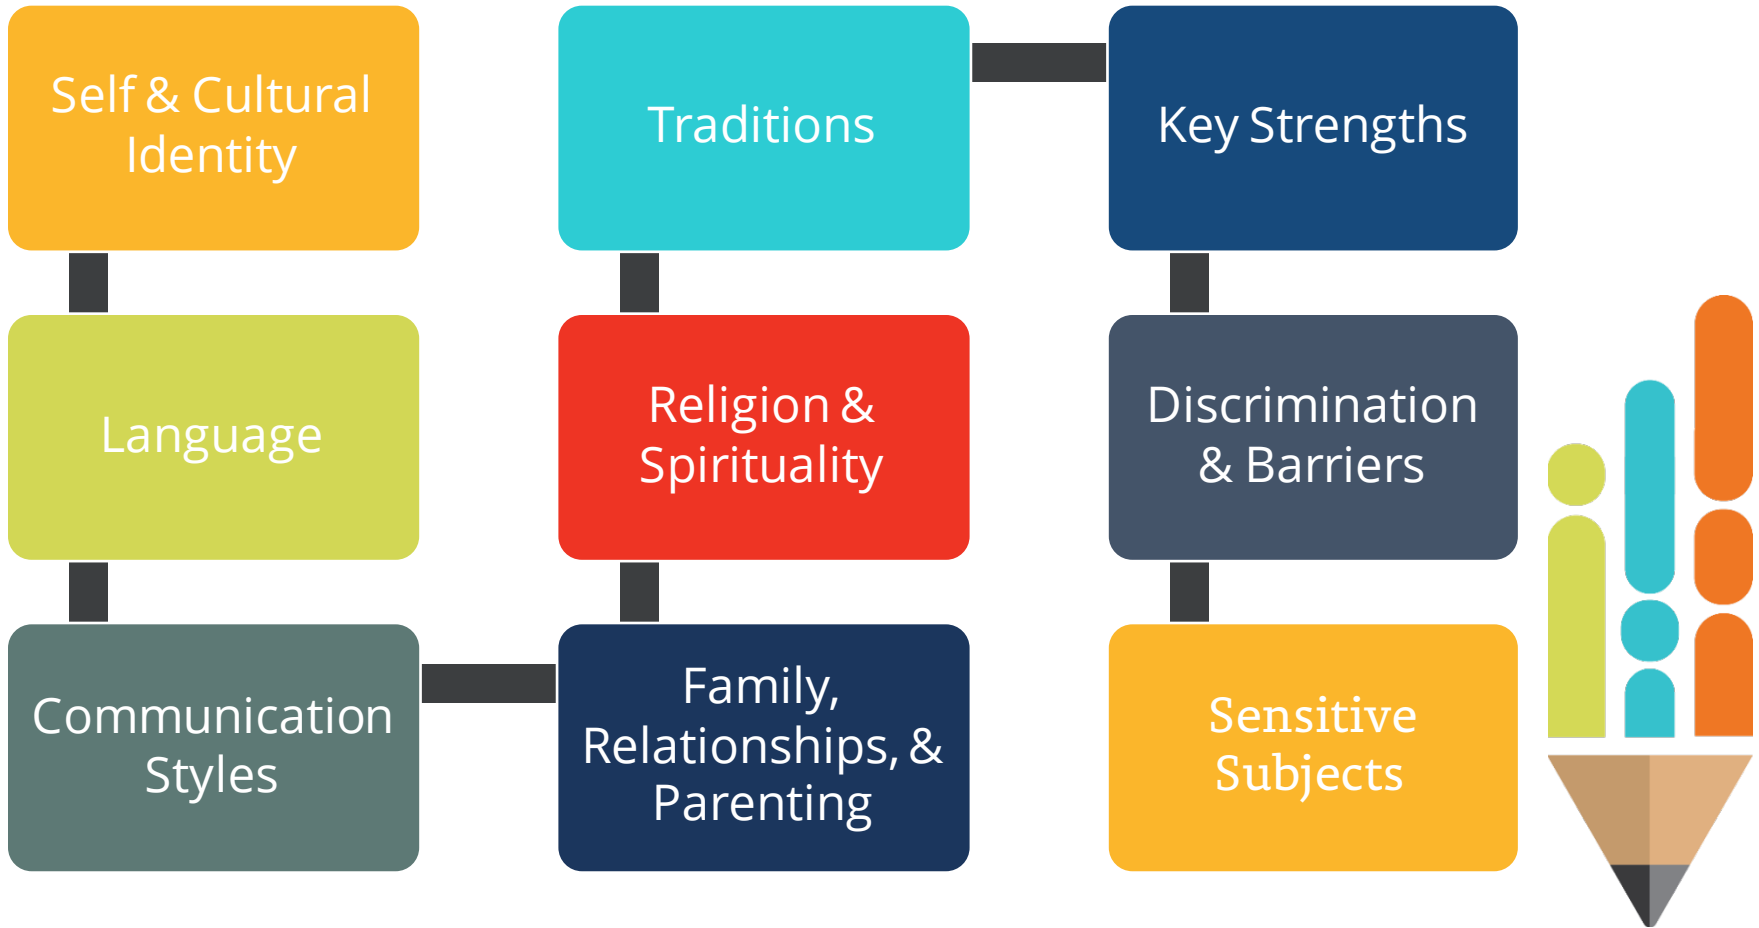 Self & Cultural
Identity
Language
Communication
Styles
Family,
Relationships, &
Parenting
Religion &
Spirituality
Traditions
Key Strengths
Discrimination
& Barriers
Sensitive
Subjects